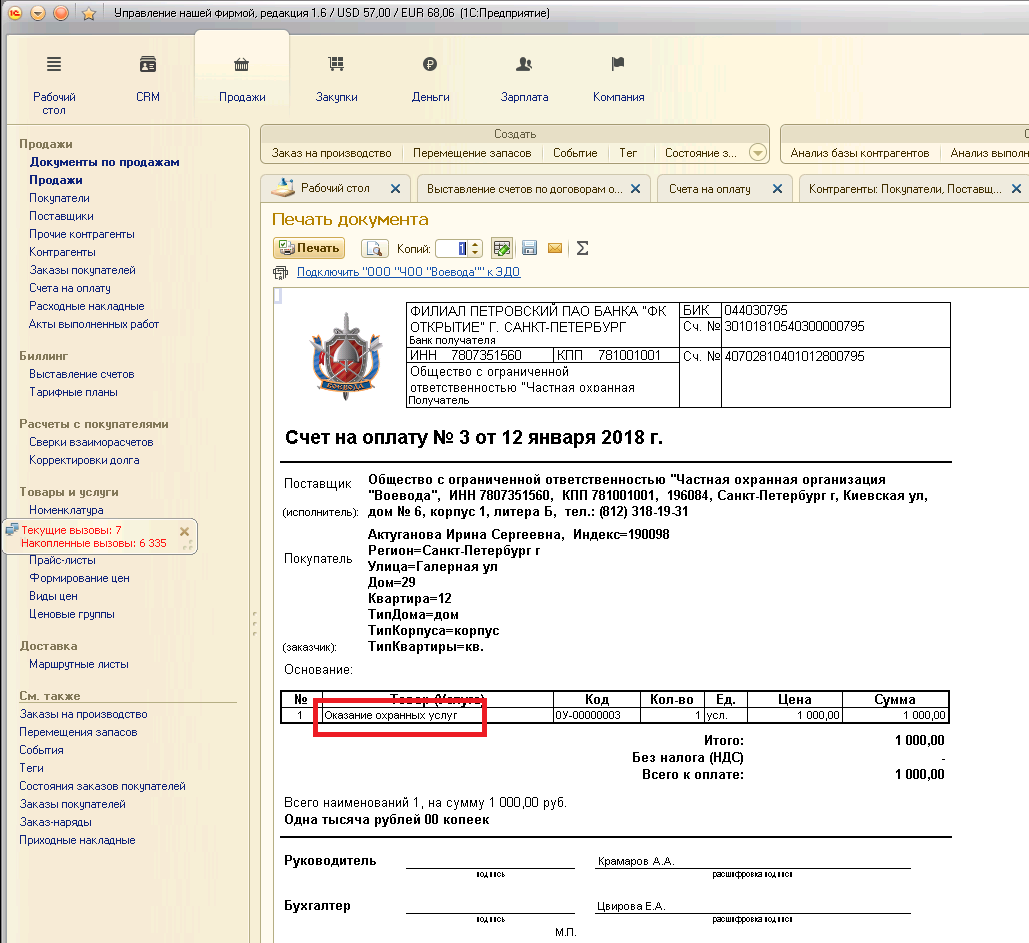 Управление нашей фирмой, редакция 1.6 / USD 57,00 / EUR 68,06 (1С:Предприятие)
Рабочий
стол
CRM
Продажи
Закупки
Деньги
Зарплата
Компания
Продажи
Документы по продажам
Продажи
Покупатели
Поставщики
Прочие контрагенты
Контрагенты
Заказы покупателей
Счета на оплату
Расходные накладные
Акты выполненных работ
Биллинг
Выставление счетов
Тарифные планы
Расчеты с покупателями
Сверки взаиморасчетов
Корректировки долга
Товары и услуги
Номенклатура
Текущие вызовы: 7
Накопленные вызовы: 6 335
Прайс-листы
Формирование цен
Виды цен
Ценовые группы
Доставка
Маршрутные листы
См. также
Заказы на производство
Перемещения запасов
События
Теги
Состояния заказов покупателей
Заказы покупателей
Заказ-наряды
Приходные накладные
Создать
Заказ на производство
Перемещение запасов
Событие
Тег
Состояние з...
Анализ базы контрагентов
Анализ выполн
Рабочий стол
Выставление счетов по договорам о...
Счета на оплату
Контрагенты: Покупатели, Поставщ...
Печать документа
Печать
Копий: 1
Σ
Подключить "ООО "ЧОО "Воевода"" к ЭДО
ВОЕВОДА
ФИЛИАЛ ПЕТРОВСКИЙ ПАО БАНКА "ФК
ОТКРЫТИЕ" Г. САНКТ-ПЕТЕРБУРГ
Банк получателя
БИК 044030795
Сч. № 30101810540300000795
ИНН 7807351560 КПП 781001001
Сч. № 40702810401012800795
Общество с ограниченной
ответственностью "Частная охранная
Получатель
Счет на оплату № 3 от 12 января 2018 г.
Поставщик
(исполнитель):
Общество с ограниченной ответственностью "Частная охранная организация
"Воевода", ИНН 7807351560, КПП 781001001, 196084, Санкт-Петербург г, Киевская ул,
дом № 6, корпус 1, литера Б, тел.: (812) 318-19-31
Покупатель
(заказчик):
Актуганова Ирина Сергеевна, Индекс=190098
Регион=Санкт-Петербург г
Улица=Галерная ул
Дом=29
Квартира=12
ТипДома=дом
ТипКорпуса=корпус
ТипКвартиры=кв.
Основание:
№ Товар (Услуга) Код Кол-во Ед. Цена Сумма
1 Оказание охранных услуг 0У-00000003 1 усл. 1 000,00 1 000,00
Итого: 1 000,00
Без налога (НДС) -
Всего к оплате: 1 000,00
Всего наименований 1, на сумму 1 000,00 руб.
Одна тысяча рублей 00 копеек
Руководитель Крамаров А.А.
подпись расшифровка подписи
Бухгалтер Цвирова Е.А.
подпись расшифровка подписи
М.П.